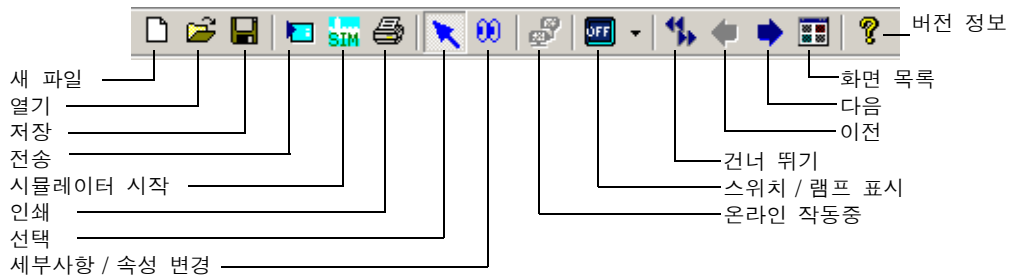 SIM
OFF
버전 정보
새 파일
열기
저장
전송
시뮬레이터 시작
인쇄
선택
세부사항 / 속성 변경
화면 목록
다음
이전
건너 뛰기
스위치 / 램프 표시
온라인 작동중